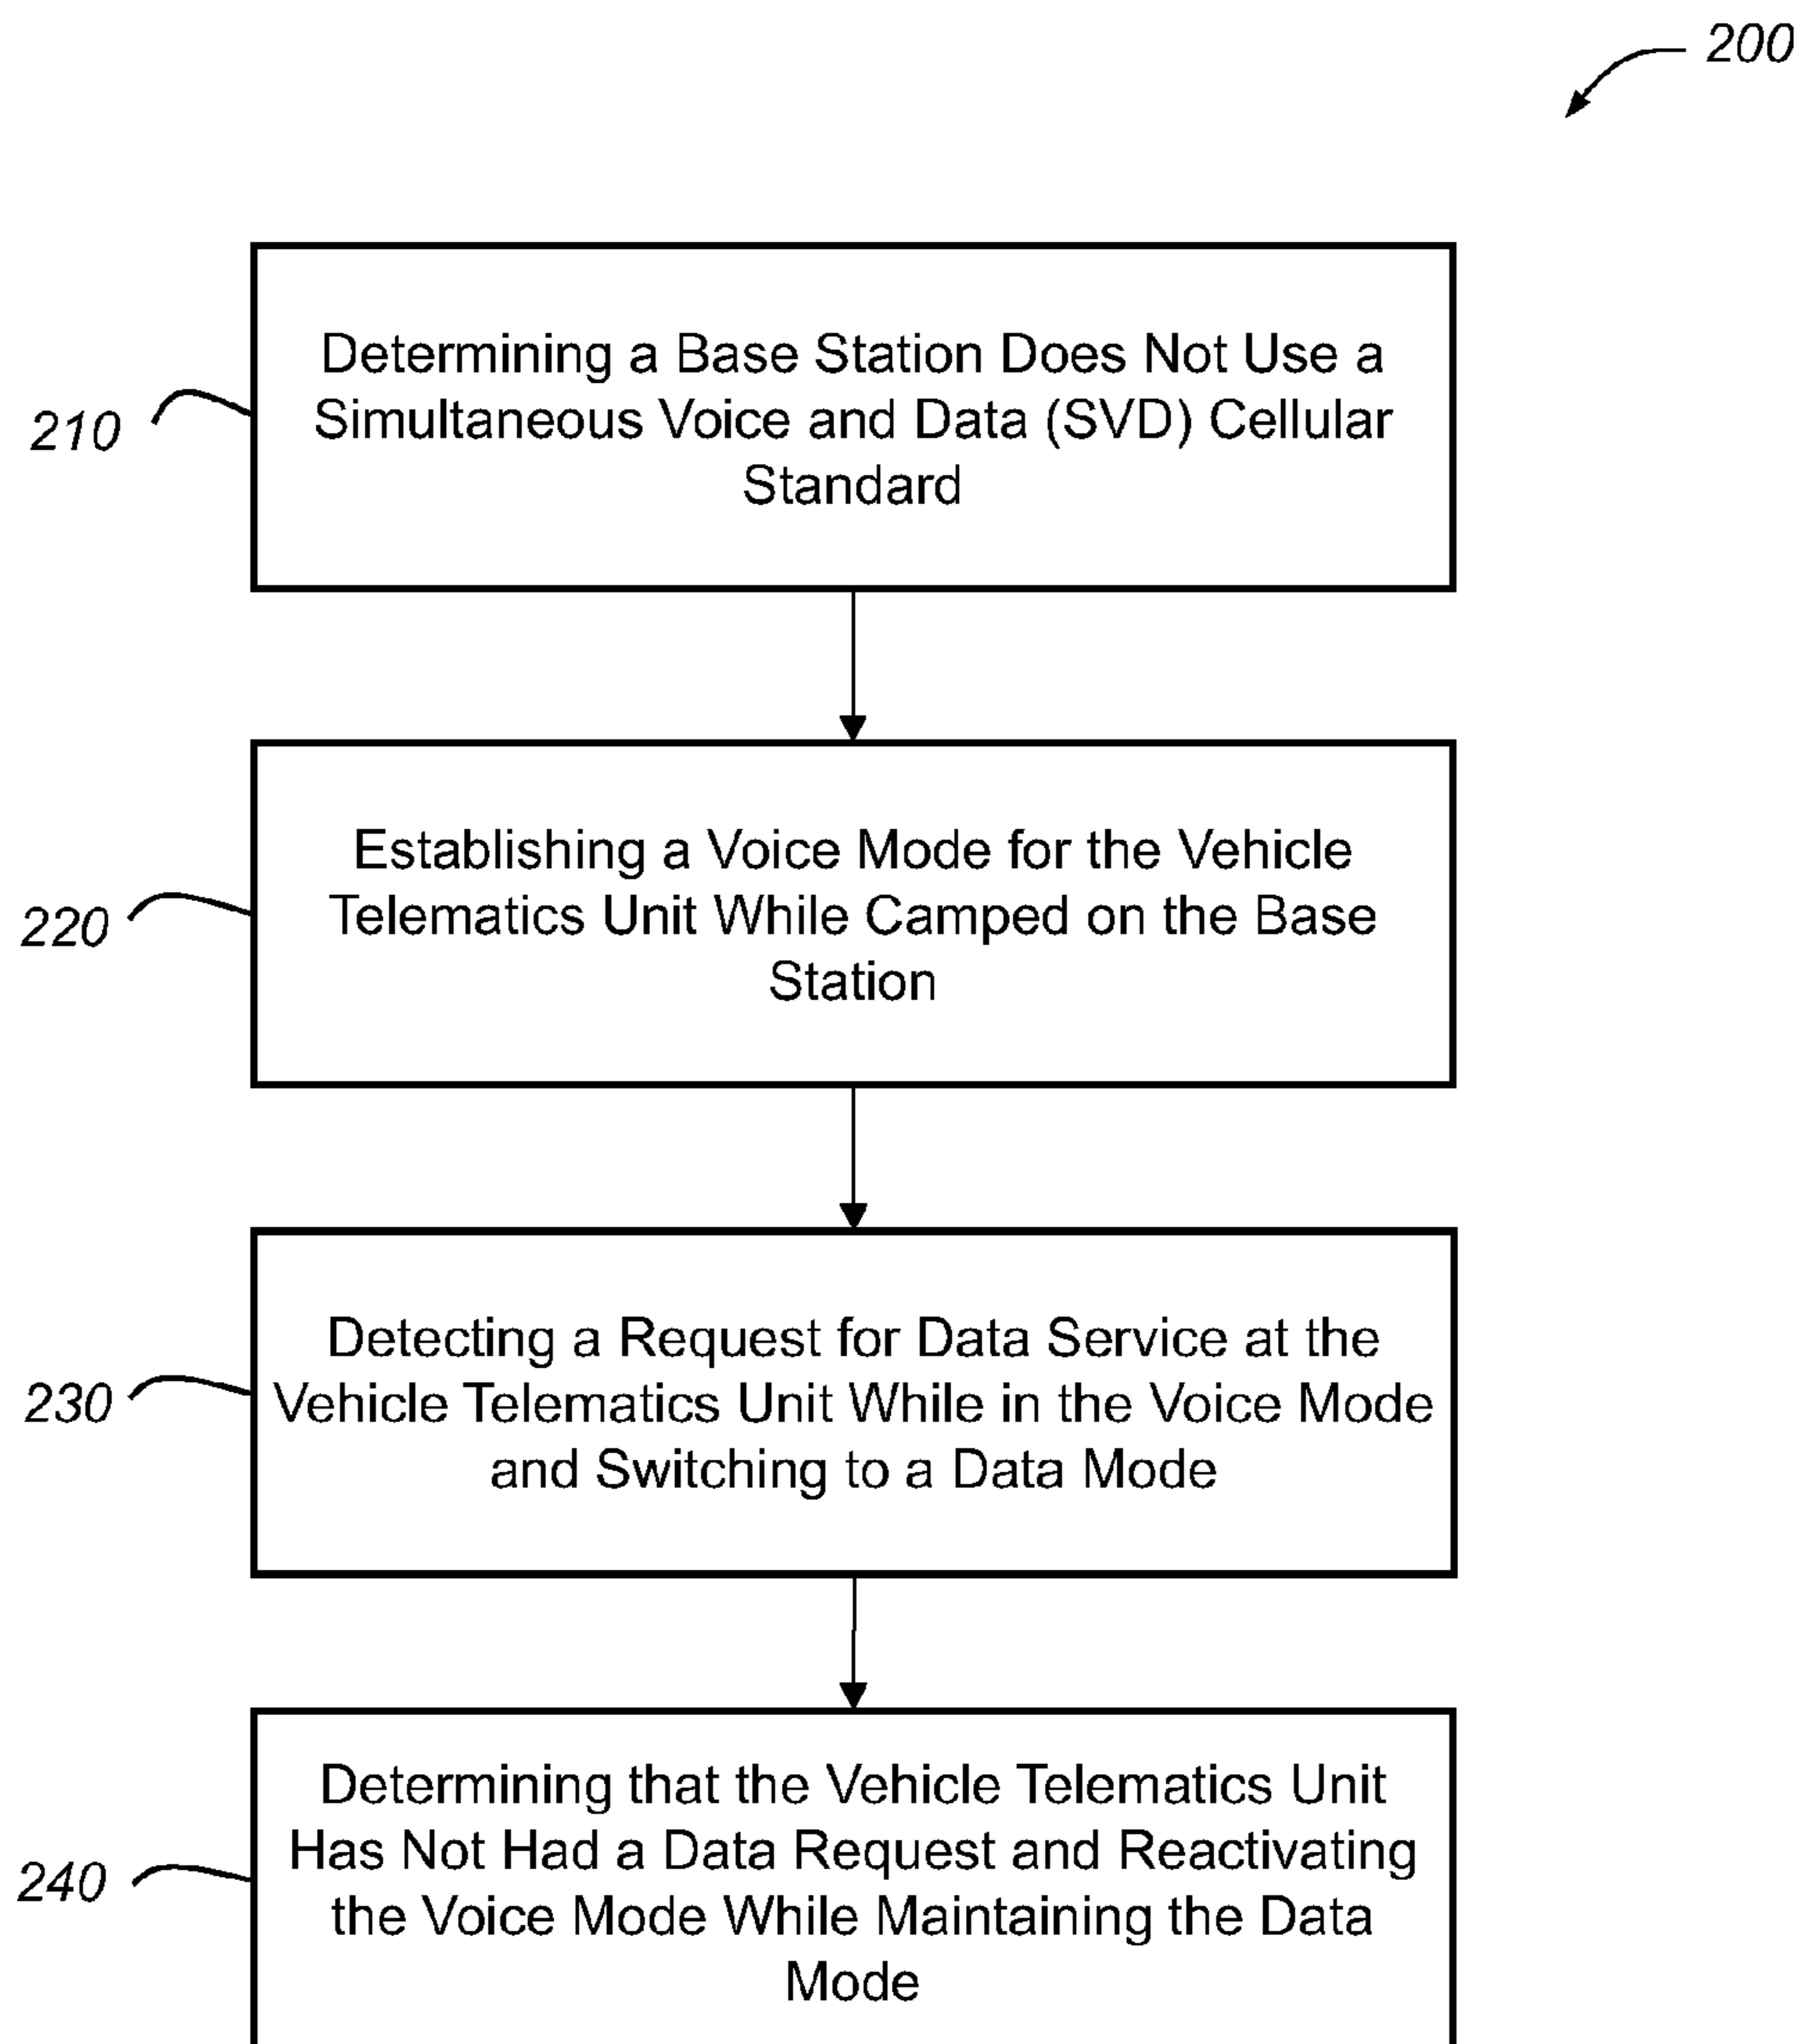 200
Determining a Base Station Does Not Use a
Simultaneous Voice and Data (SVD) Cellular
Standard
210
Establishing a Voice Mode for the Vehicle
Telematics Unit While Camped on the Base
Station
220
Detecting a Request for Data Service at the
Vehicle Telematics Unit While in the Voice Mode
and Switching to a Data Mode
230
Determining that the Vehicle Telematics Unit
Has Not Had a Data Request and Reactivating
the Voice Mode While Maintaining the Data
Mode
240